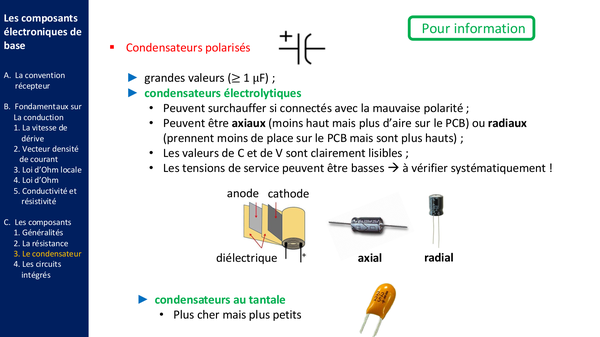 Les composants
électroniques de
base
A. La convention
récepteur
B. Fondamentaux sur
La conduction
1. La vitesse de
dérive
2. Vecteur densité
de courant
3. Loi d'Ohm locale
4. Loi d'Ohm
5. Conductivité et
résistivité
C. Les composants
1. Généralités
2. La résistance
3. Le condensateur
4. Les circuits
intégrés
Pour information
▪ Condensateurs polarisés
+
► grandes valeurs (≥ 1 µF) ;
► condensateurs électrolytiques
• Peuvent surchauffer si connectés avec la mauvaise polarité ;
• Peuvent être axiaux (moins haut mais plus d'aire sur le PCB) ou radiaux
(prennent moins de place sur le PCB mais sont plus hauts) ;
• Les valeurs de C et de V sont clairement lisibles ;
• Les tensions de service peuvent être basses → à vérifier systématiquement !
anode cathode
diélectrique
+
axial
radial
► condensateurs au tantale
• Plus cher mais plus petits